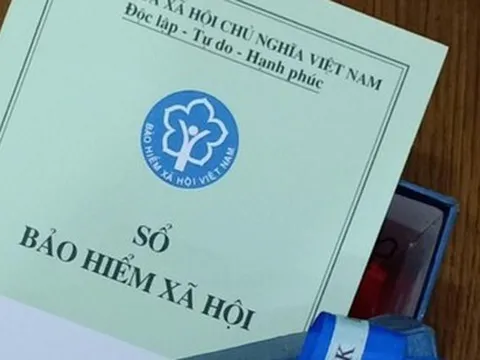 XÃ HỘI CHỦ NGHĨA VIỆT NAM
Độc lập - Tự do - Hạnh phúc
BẢO HIỂM XÃ HỘI VIỆT NAM
SỔ
BẢO HIỂM XÃ HỘI
K